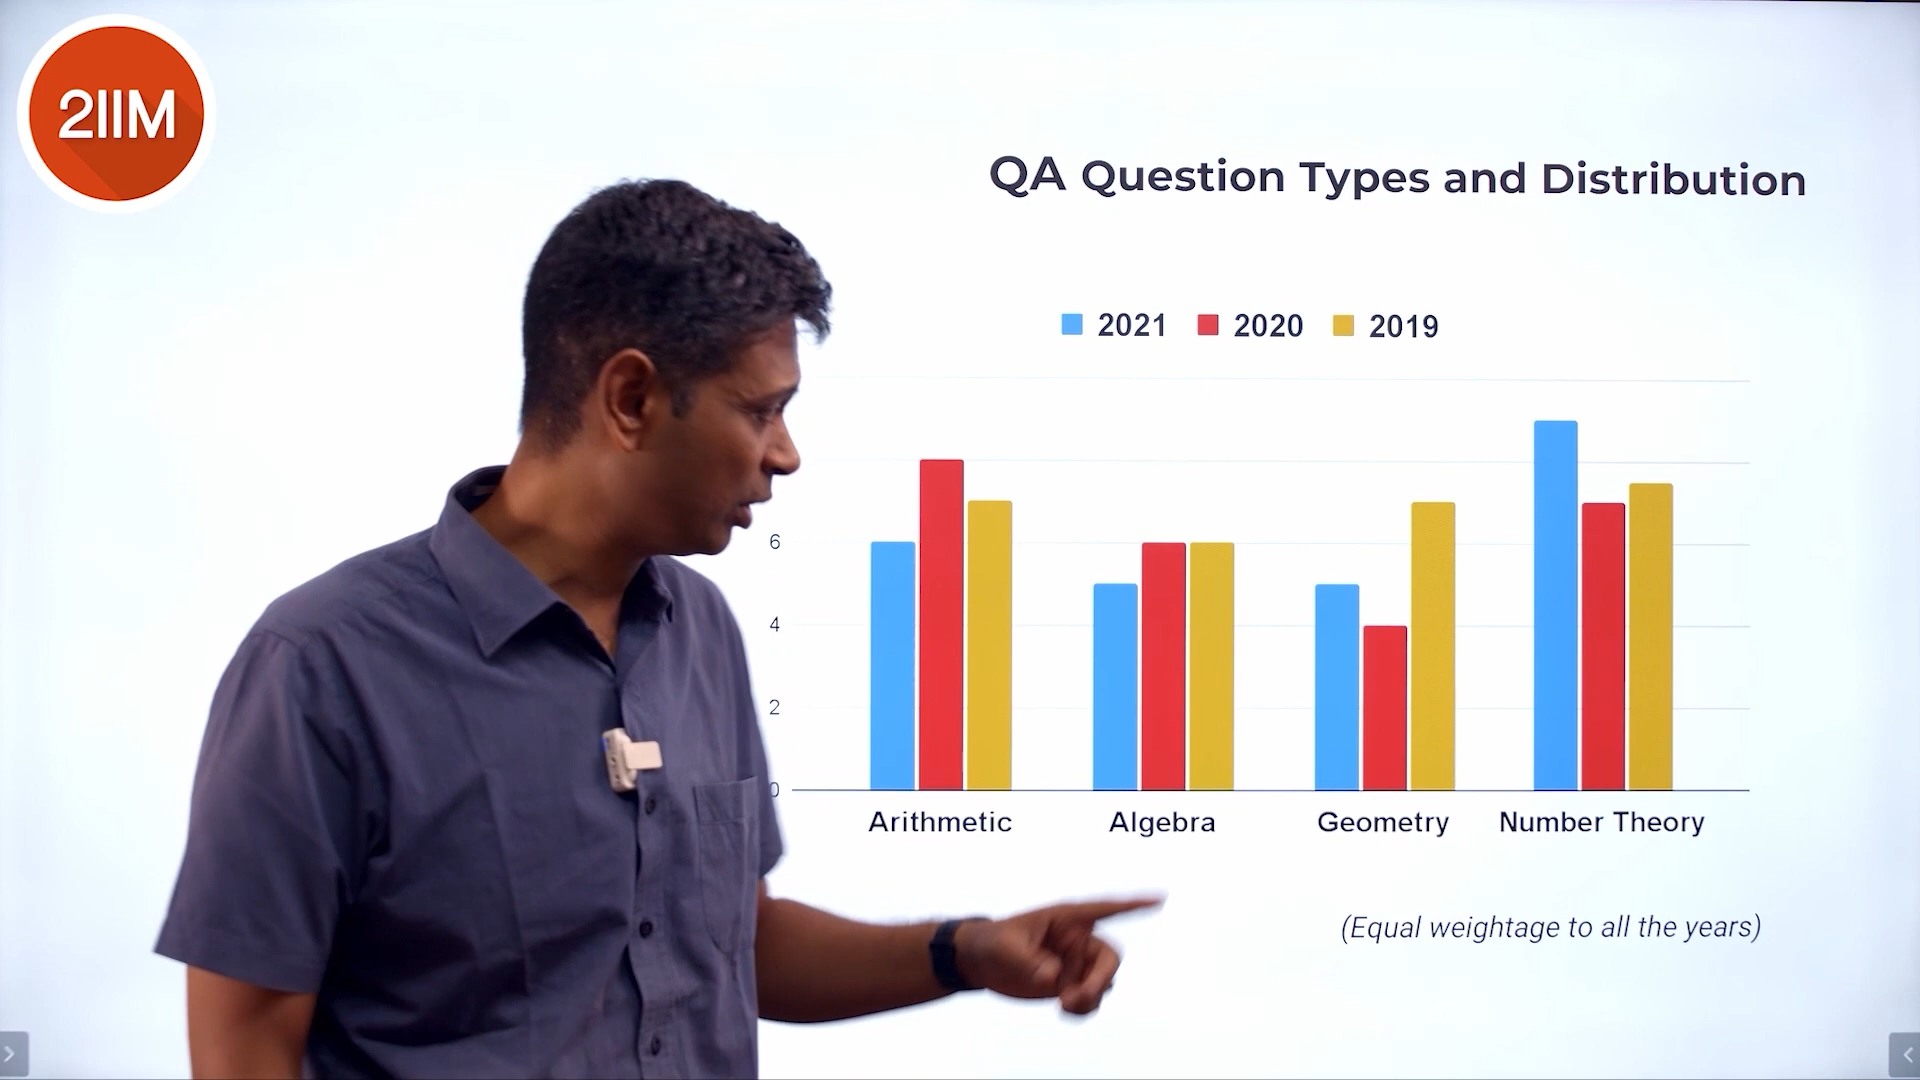 2IIM
QA Question Types and Distribution
2021 2020 2019
6
4
2
0
Arithmetic Algebra Geometry Number Theory
(Equal weightage to all the years)